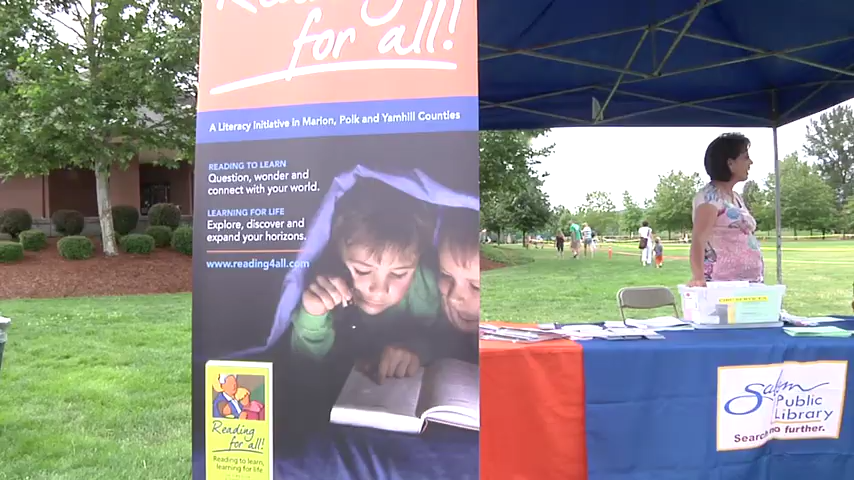 Reading
for all!
A Literacy Initiative in Marion, Polk and Yamhill Counties
READING TO LEARN
Question, wonder and
connect with your world.
LEARNING FOR LIFE
Explore, discover and
expand your horizons.
www.reading4all.com
Reading
for all!
Reading to learn,
learning for life
Salem
Public
Library
Search no further.